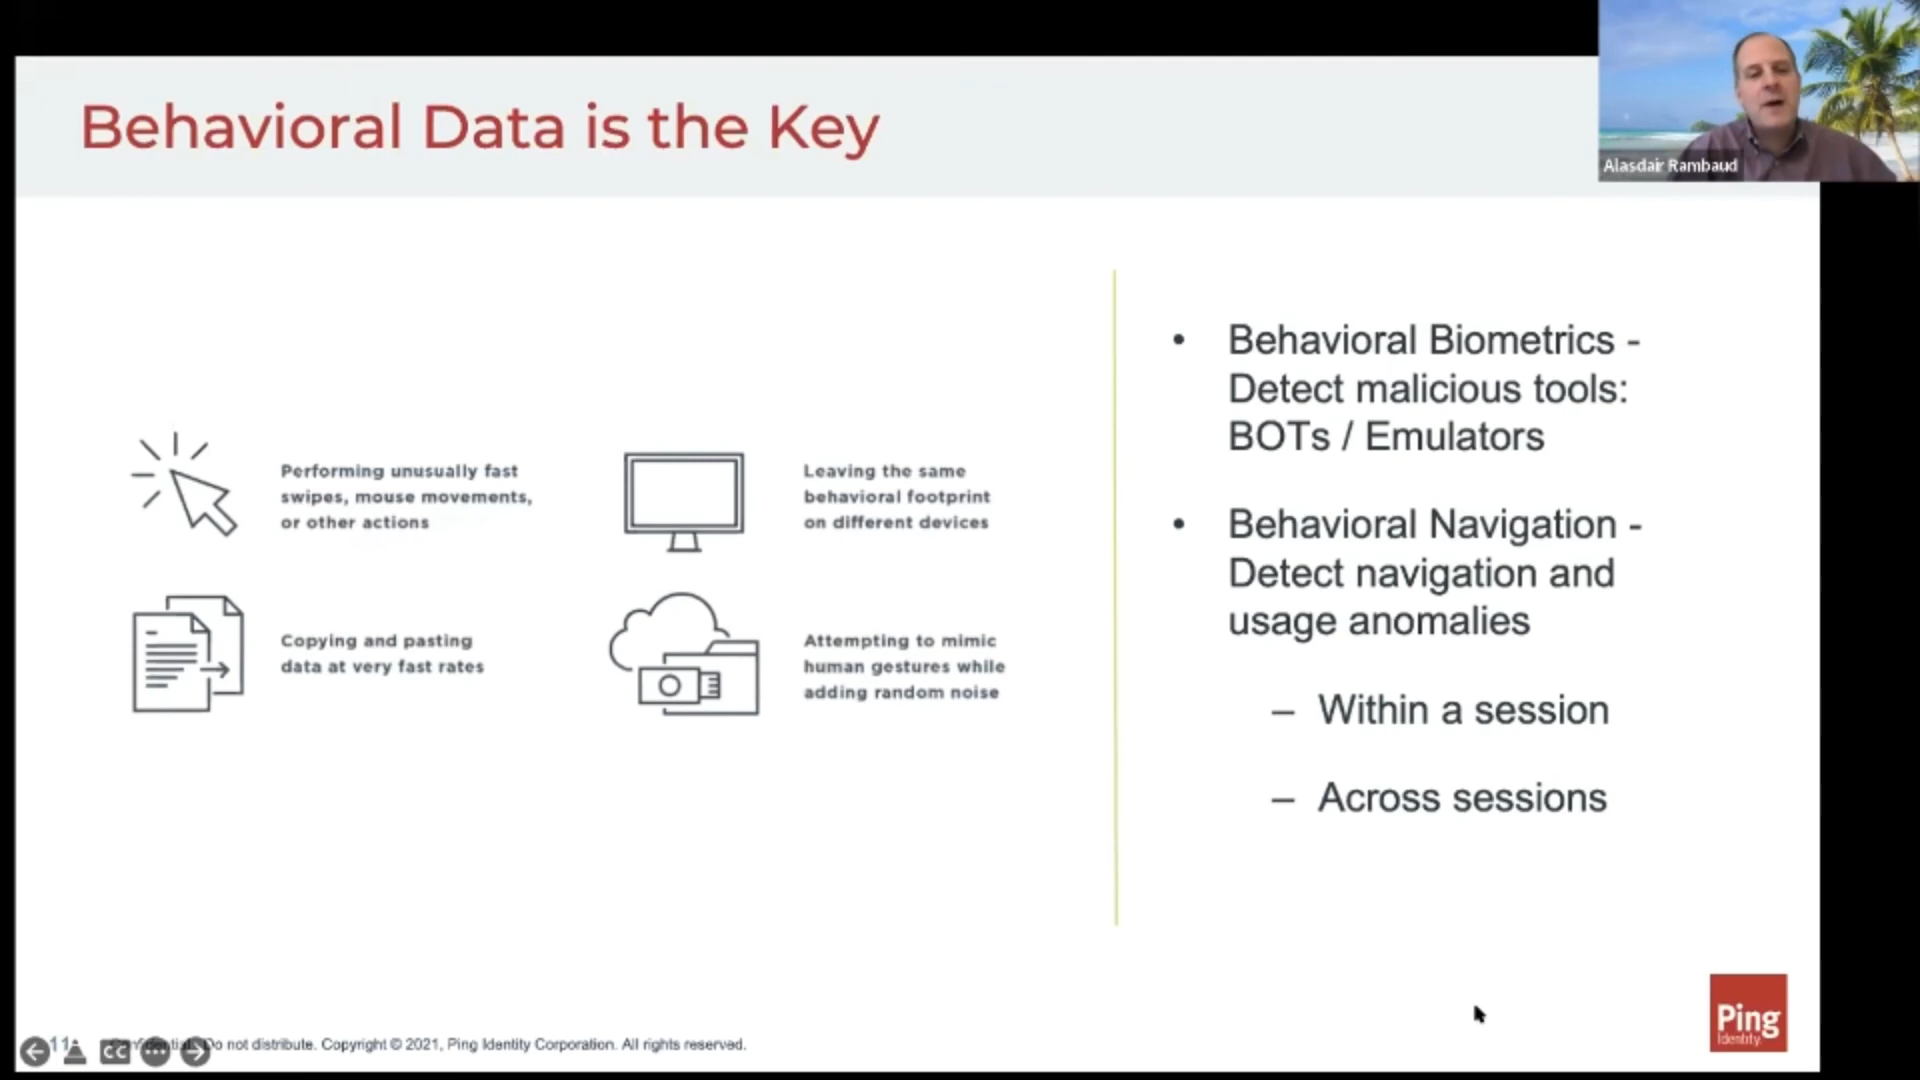 Behavioral Data is the Key
Alasdair Rambaud
Performing unusually fast
swipes, mouse movements,
or other actions
Leaving the same
behavioral footprint
on different devices
Copying and pasting
data at very fast rates
Attempting to mimic
human gestures while
adding random noise
• Behavioral Biometrics -
Detect malicious tools:
BOTs / Emulators
• Behavioral Navigation -
Detect navigation and
usage anomalies
– Within a session
– Across sessions
11
CC
Confidential. Do not distribute. Copyright © 2021, Ping Identity Corporation. All rights reserved.
Ping
Identity